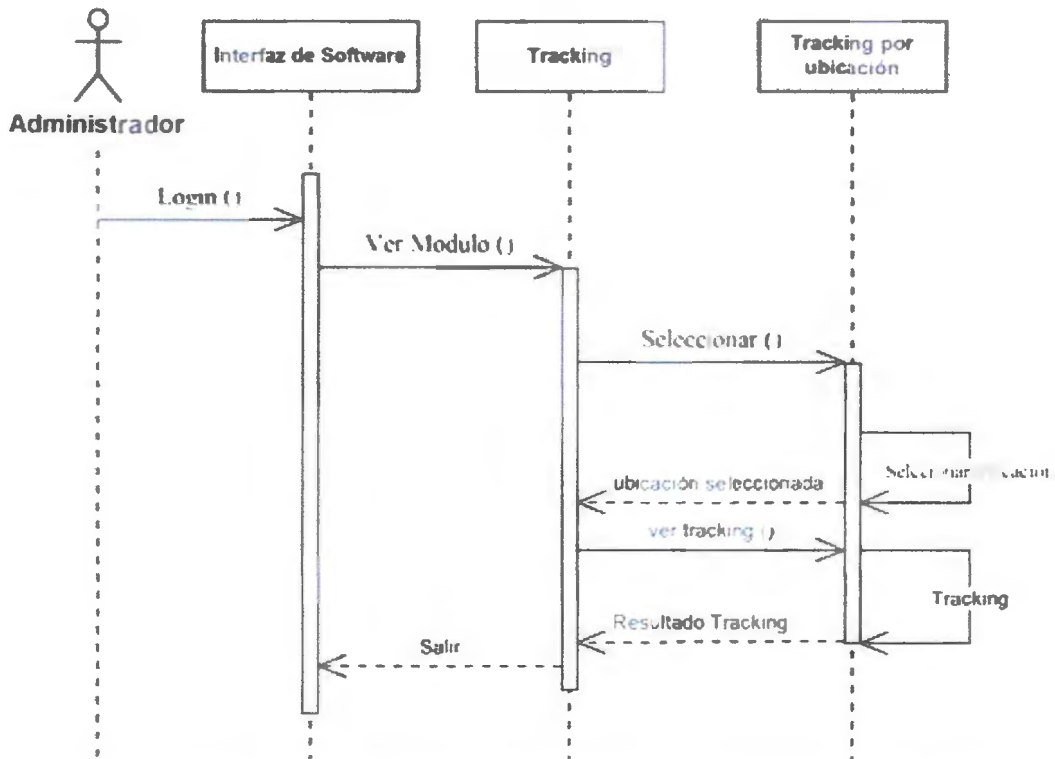 Administrador
Interfaz de Software
Tracking
Tracking por
ubicación
Login ()
Ver Modulo ()
Seleccionar ()
Seleccionar
ubicación seleccionada
ver tracking ()
Tracking
Resultado Tracking
Salir